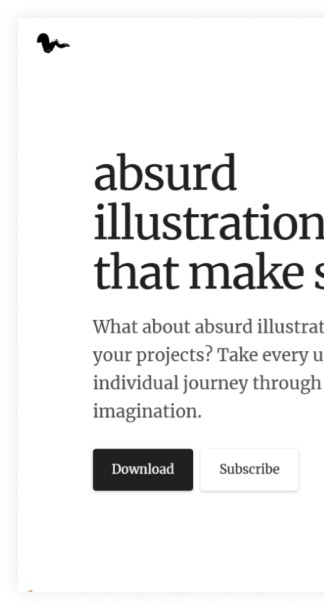 absurd
illustration
that make s
What about absurd illustrat
your projects? Take every u
individual journey through
imagination.
Download
Subscribe